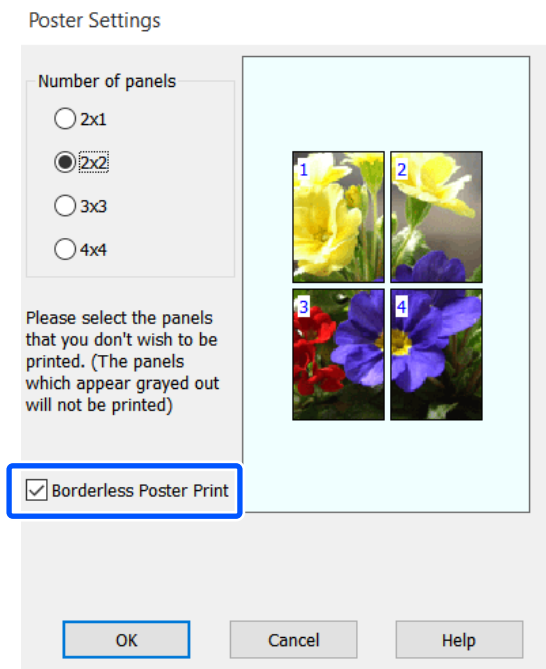 Poster Settings
Number of panels
2x1
2x2
3x3
4x4
1
2
3
4
Please select the panels
that you don't wish to be
printed. (The panels
which appear grayed out
will not be printed)
Borderless Poster Print
OK
Cancel
Help